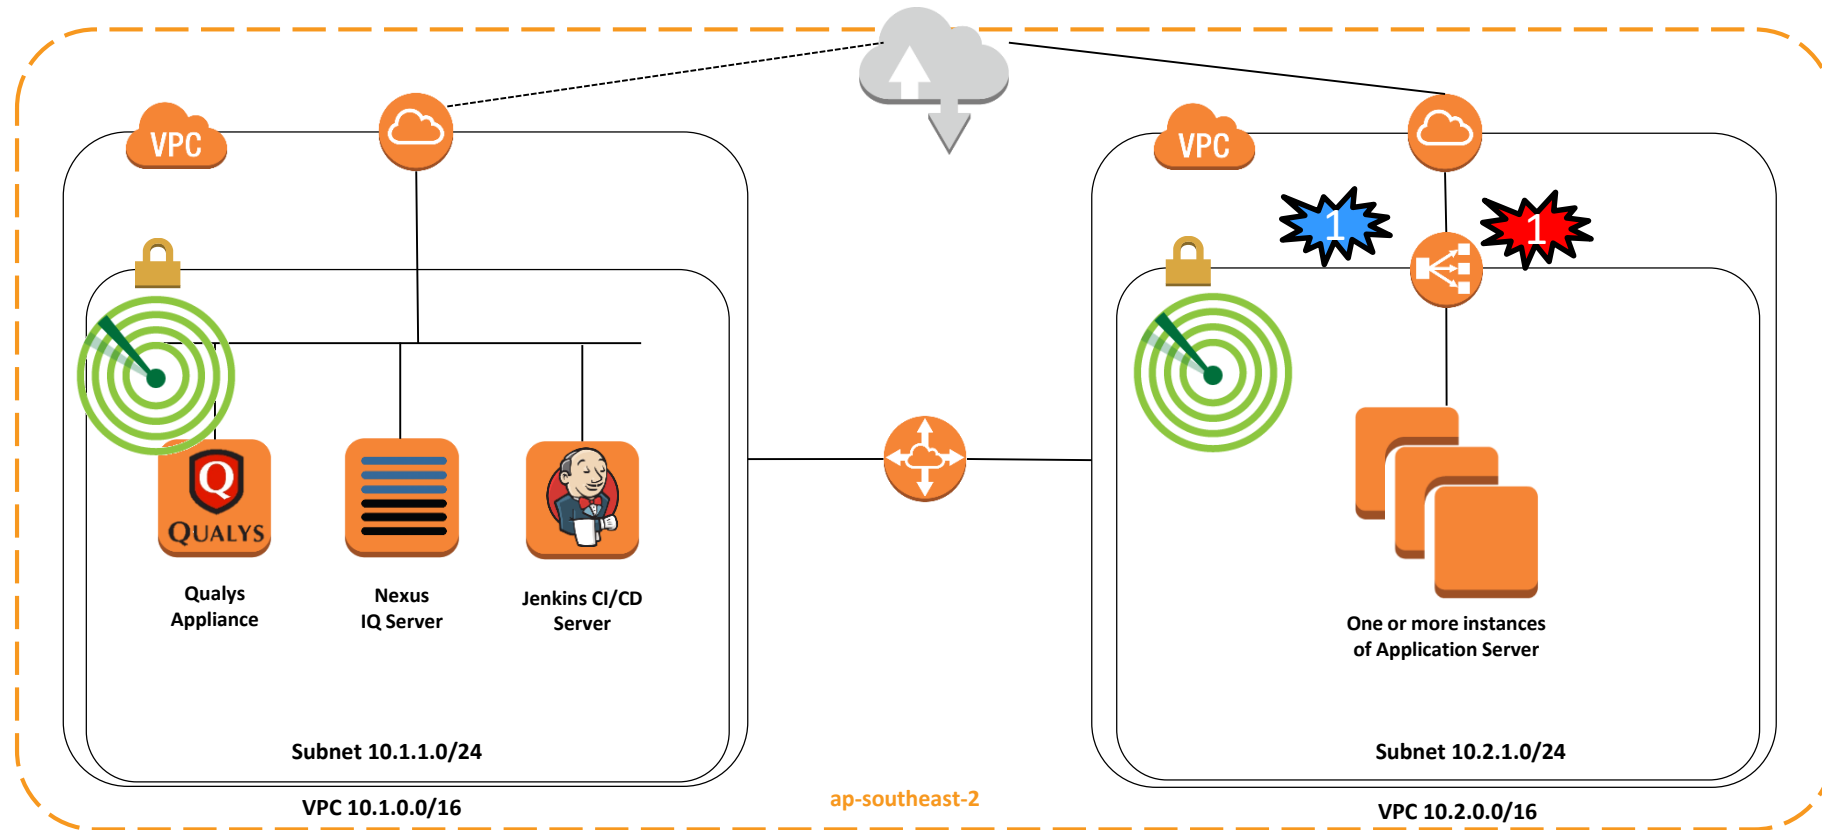 VPC
VPC
1
1
Q
QUALYS
Qualys
Appliance
Nexus
IQ Server
Jenkins CI/CD
Server
One or more instances
of Application Server
Subnet 10.1.1.0/24
Subnet 10.2.1.0/24
VPC 10.1.0.0/16
ap-southeast-2
VPC 10.2.0.0/16